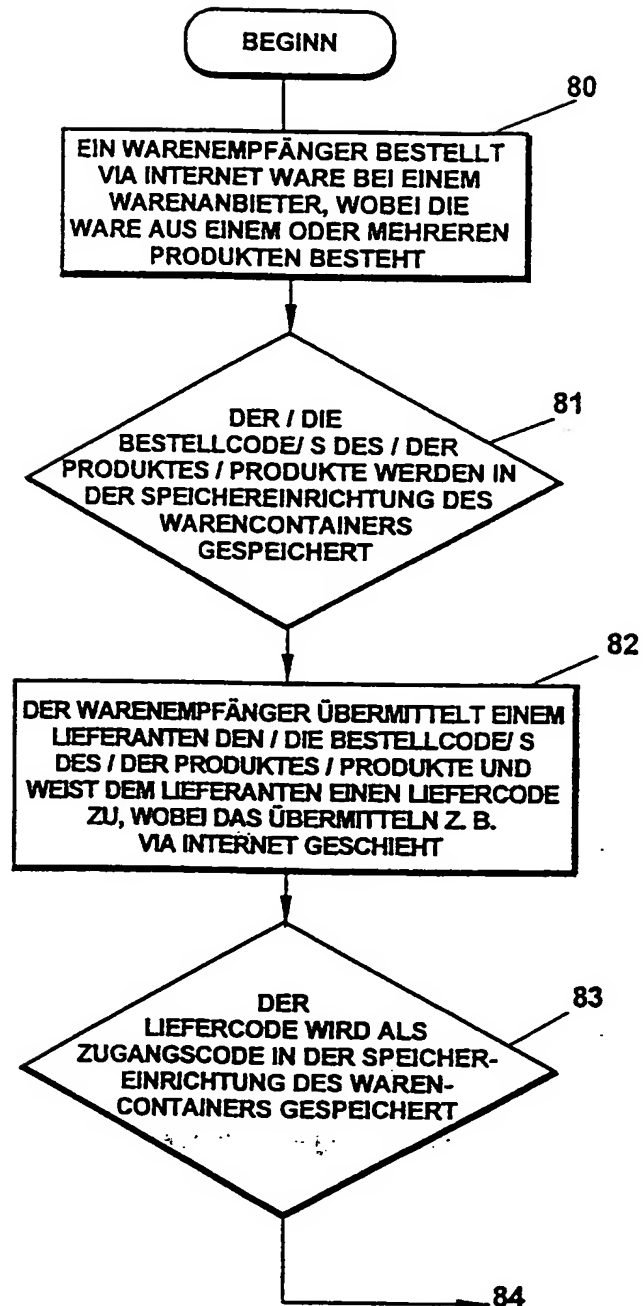 BEGINN
80
EIN WARENEMPFÄNGER BESTELLT
VIA INTERNET WARE BEI EINEM
WARENANBIETER, WOBEI DIE
WARE AUS EINEM ODER MEHREREN
PRODUKTEN BESTEHT
81
DER / DIE
BESTELLCODE/ S DES / DER
PRODUKTES / PRODUKTE WERDEN IN
DER SPEICHEREINRICHTUNG DES
WARENCONTAINERS
GESPEICHERT
82
DER WARENEMPFÄNGER ÜBERMITTELT EINEM
LIEFERANTEN DEN / DIE BESTELLCODE/ S
DES / DER PRODUKTES / PRODUKTE UND
WEIST DEM LIEFERANTEN EINEN LIEFERCODE
ZU, WOBEI DAS ÜBERMITTELN Z. B.
VIA INTERNET GESCHIEHT
83
DER
LIEFERCODE WIRD ALS
ZUGANGSCODE IN DER SPEICHER-
EINRICHTUNG DES WAREN-
CONTAINERS GESPEICHERT
84